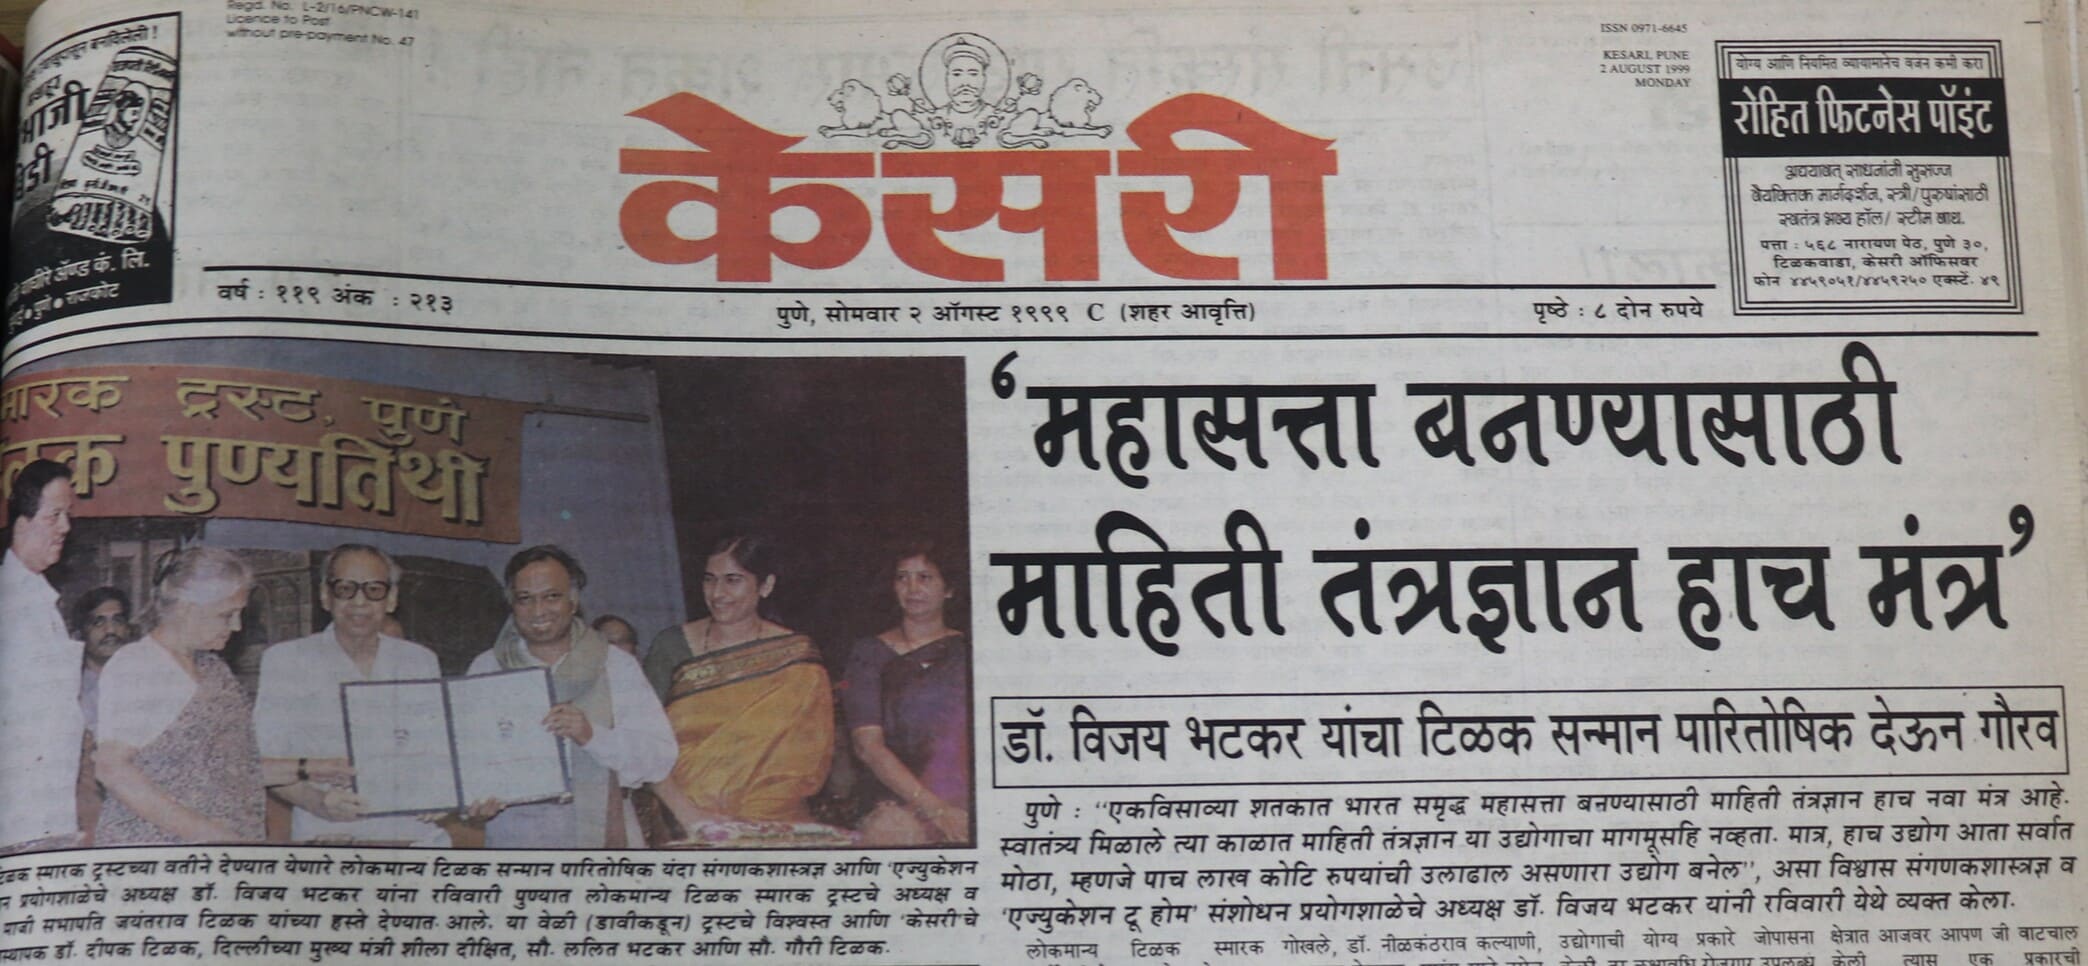 Regd. No. L-2/16/PNCW-141
Licence to Post
without pre-payment No. 47
ISSN 0971-6645
KESARI, PUNE
2 AUGUST 1999
MONDAY
केसरी
योग्य आणि नियमित व्यायामानेच वजन कमी करा
रोहित फिटनेस पॉइंट
अद्ययावत् साधनांनी सुसज्ज
वैयक्तिक मार्गदर्शन, स्त्री/पुरुषांसाठी
स्वतंत्र भव्य हॉल/ स्टीम बाथ.
पत्ता : ५६८ नारायण पेठ, पुणे ३०,
टिळकवाडा, केसरी ऑफिसवर
फोन ४४५९०५१/४४५९२५० एक्स्टें. ४९
ॲण्ड कं. लि.
पुणे ● राजकोट
वर्ष : ११९ अंक : २१३
पुणे, सोमवार २ ऑगस्ट १९९९ C (शहर आवृत्ति)
पृष्ठे : ८ दोन रुपये
मारक ट्रस्ट, पुणे
ळक पुण्यतिथी
‘महासत्ता बनण्यासाठी
माहिती तंत्रज्ञान हाच मंत्र’
डॉ. विजय भटकर यांचा टिळक सन्मान पारितोषिक देऊन गौरव
पुणे : “एकविसाव्या शतकात भारत समृद्ध महासत्ता बनण्यासाठी माहिती तंत्रज्ञान हाच नवा मंत्र आहे.
स्वातंत्र्य मिळाले त्या काळात माहिती तंत्रज्ञान या उद्योगाचा मागमूसहि नव्हता. मात्र, हाच उद्योग आता सर्वात
मोठा, म्हणजे पाच लाख कोटि रुपयांची उलाढाल असणारा उद्योग बनेल”, असा विश्वास संगणकशास्त्रज्ञ व
‘एज्युकेशन टू होम’ संशोधन प्रयोगशाळेचे अध्यक्ष डॉ. विजय भटकर यांनी रविवारी येथे व्यक्त केला.
लोकमान्य टिळक स्मारक गोखले, डॉ. नीळकंठराव कल्याणी, उद्योगाची योग्य प्रकारे जोपासना क्षेत्रात आजवर आपण जी वाटचाल
केली त्यास एक प्रकारची
ळक स्मारक ट्रस्टच्या वतीने देण्यात येणारे लोकमान्य टिळक सन्मान पारितोषिक यंदा संगणकशास्त्रज्ञ आणि ‘एज्युकेशन
न प्रयोगशाळेचे अध्यक्ष डॉ. विजय भटकर यांना रविवारी पुण्यात लोकमान्य टिळक स्मारक ट्रस्टचे अध्यक्ष व
माजी सभापति जयंतराव टिळक यांच्या हस्ते देण्यात आले. या वेळी (डावीकडून) ट्रस्टचे विश्वस्त आणि ‘केसरी’चे
स्थापक डॉ. दीपक टिळक, दिल्लीच्या मुख्य मंत्री शीला दीक्षित, सौ. ललित भटकर आणि सौ. गौरी टिळक.